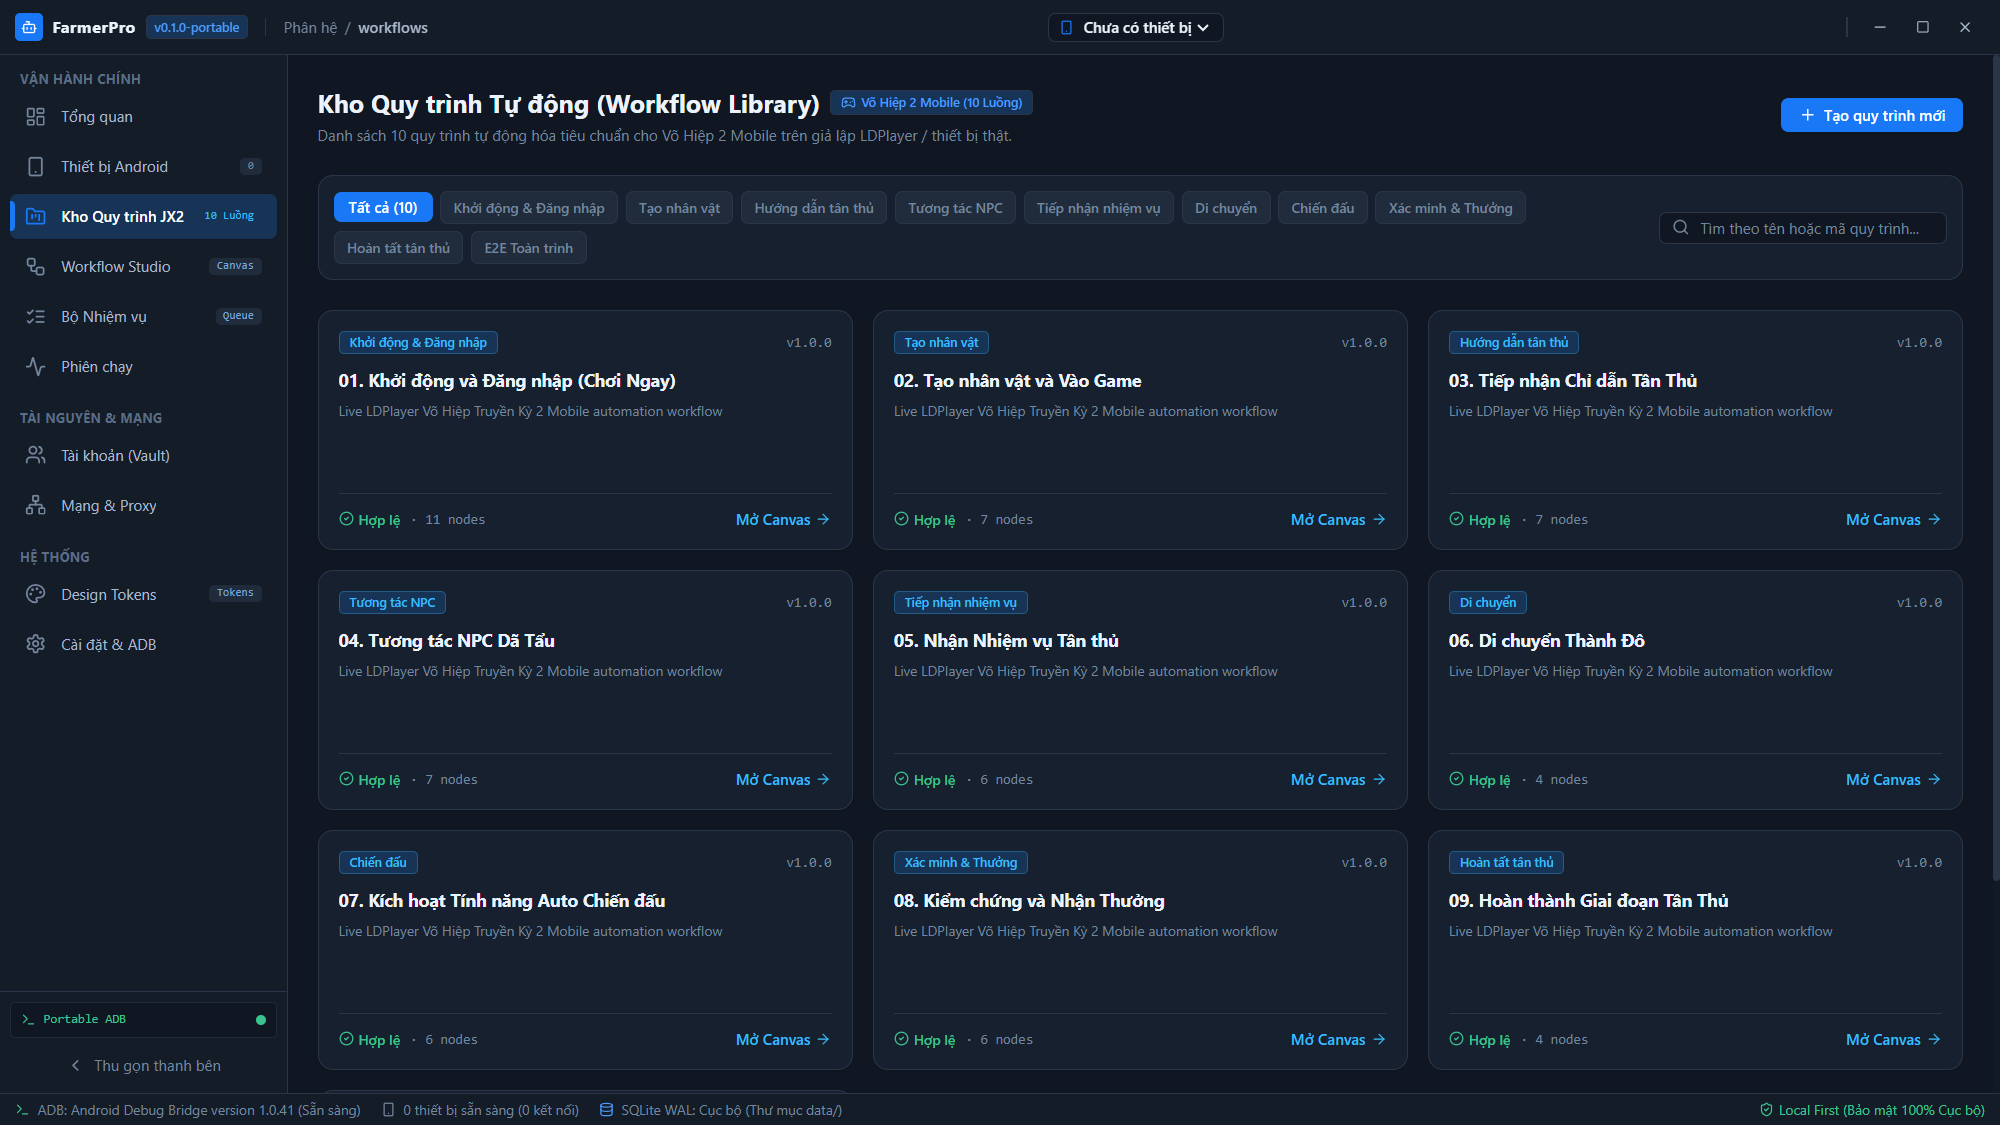 FarmerPro v0.1.0-portable Phân hệ / workflows Chưa có thiết bị
VẬN HÀNH CHÍNH
Tổng quan
Thiết bị Android 0
Kho Quy trình JX2 10 Luồng
Workflow Studio Canvas
Bộ Nhiệm vụ Queue
Phiên chạy
TÀI NGUYÊN & MẠNG
Tài khoản (Vault)
Mạng & Proxy
HỆ THỐNG
Design Tokens Tokens
Cài đặt & ADB
Portable ADB
Thu gọn thanh bên
Kho Quy trình Tự động (Workflow Library) Võ Hiệp 2 Mobile (10 Luồng)
Danh sách 10 quy trình tự động hóa tiêu chuẩn cho Võ Hiệp 2 Mobile trên giả lập LDPlayer / thiết bị thật.
Tạo quy trình mới
Tất cả (10) Khởi động & Đăng nhập Tạo nhân vật Hướng dẫn tân thủ Tương tác NPC Tiếp nhận nhiệm vụ Di chuyển Chiến đấu Xác minh & Thưởng
Hoàn tất tân thủ E2E Toàn trình
Tìm theo tên hoặc mã quy trình...
Khởi động & Đăng nhập v1.0.0
01. Khởi động và Đăng nhập (Chơi Ngay)
Live LDPlayer Võ Hiệp Truyền Kỳ 2 Mobile automation workflow
Hợp lệ · 11 nodes Mở Canvas
Tạo nhân vật v1.0.0
02. Tạo nhân vật và Vào Game
Live LDPlayer Võ Hiệp Truyền Kỳ 2 Mobile automation workflow
Hợp lệ · 7 nodes Mở Canvas
Hướng dẫn tân thủ v1.0.0
03. Tiếp nhận Chỉ dẫn Tân Thủ
Live LDPlayer Võ Hiệp Truyền Kỳ 2 Mobile automation workflow
Hợp lệ · 7 nodes Mở Canvas
Tương tác NPC v1.0.0
04. Tương tác NPC Dã Tẩu
Live LDPlayer Võ Hiệp Truyền Kỳ 2 Mobile automation workflow
Hợp lệ · 7 nodes Mở Canvas
Tiếp nhận nhiệm vụ v1.0.0
05. Nhận Nhiệm vụ Tân thủ
Live LDPlayer Võ Hiệp Truyền Kỳ 2 Mobile automation workflow
Hợp lệ · 6 nodes Mở Canvas
Di chuyển v1.0.0
06. Di chuyển Thành Đô
Live LDPlayer Võ Hiệp Truyền Kỳ 2 Mobile automation workflow
Hợp lệ · 4 nodes Mở Canvas
Chiến đấu v1.0.0
07. Kích hoạt Tính năng Auto Chiến đấu
Live LDPlayer Võ Hiệp Truyền Kỳ 2 Mobile automation workflow
Hợp lệ · 6 nodes Mở Canvas
Xác minh & Thưởng v1.0.0
08. Kiểm chứng và Nhận Thưởng
Live LDPlayer Võ Hiệp Truyền Kỳ 2 Mobile automation workflow
Hợp lệ · 6 nodes Mở Canvas
Hoàn tất tân thủ v1.0.0
09. Hoàn thành Giai đoạn Tân Thủ
Live LDPlayer Võ Hiệp Truyền Kỳ 2 Mobile automation workflow
Hợp lệ · 4 nodes Mở Canvas
ADB: Android Debug Bridge version 1.0.41 (Sẵn sàng) 0 thiết bị sẵn sàng (0 kết nối) SQLite WAL: Cục bộ (Thư mục data/) Local First (Bảo mật 100% Cục bộ)